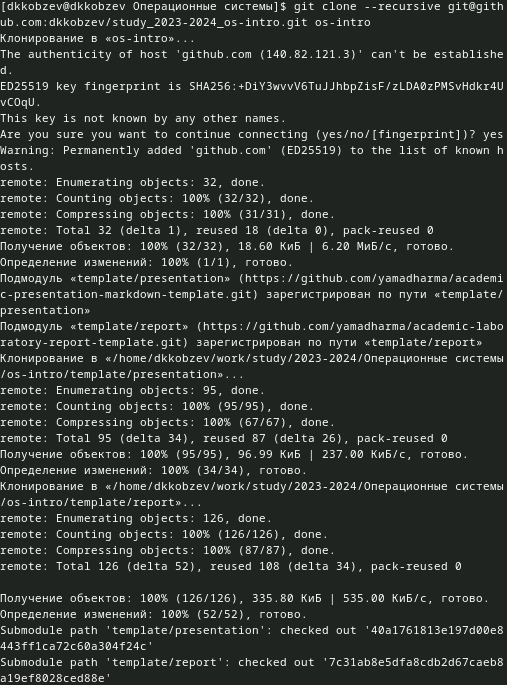 [dkkobzev@dkkobzev Операционные системы]$ git clone --recursive git@gith
ub.com:dkkobzev/study_2023-2024_os-intro.git os-intro
Клонирование в «os-intro»...
The authenticity of host 'github.com (140.82.121.3)' can't be establishe
d.
ED25519 key fingerprint is SHA256:+DiY3wvvV6TuJJhbpZisF/zLDA0zPMSvHdkr4U
vCOqU.
This key is not known by any other names.
Are you sure you want to continue connecting (yes/no/[fingerprint])? yes
Warning: Permanently added 'github.com' (ED25519) to the list of known h
osts.
remote: Enumerating objects: 32, done.
remote: Counting objects: 100% (32/32), done.
remote: Compressing objects: 100% (31/31), done.
remote: Total 32 (delta 1), reused 18 (delta 0), pack-reused 0
Получение объектов: 100% (32/32), 18.60 КиБ | 6.20 МиБ/с, готово.
Определение изменений: 100% (1/1), готово.
Подмодуль «template/presentation» (https://github.com/yamadharma/academi
c-presentation-markdown-template.git) зарегистрирован по пути «template/
presentation»
Подмодуль «template/report» (https://github.com/yamadharma/academic-labo
ratory-report-template.git) зарегистрирован по пути «template/report»
Клонирование в «/home/dkkobzev/work/study/2023-2024/Операционные системы
/os-intro/template/presentation»...
remote: Enumerating objects: 95, done.
remote: Counting objects: 100% (95/95), done.
remote: Compressing objects: 100% (67/67), done.
remote: Total 95 (delta 34), reused 87 (delta 26), pack-reused 0
Получение объектов: 100% (95/95), 96.99 КиБ | 237.00 КиБ/с, готово.
Определение изменений: 100% (34/34), готово.
Клонирование в «/home/dkkobzev/work/study/2023-2024/Операционные системы
/os-intro/template/report»...
remote: Enumerating objects: 126, done.
remote: Counting objects: 100% (126/126), done.
remote: Compressing objects: 100% (87/87), done.
remote: Total 126 (delta 52), reused 108 (delta 34), pack-reused 0
Получение объектов: 100% (126/126), 335.80 КиБ | 535.00 КиБ/с, готово.
Определение изменений: 100% (52/52), готово.
Submodule path 'template/presentation': checked out '40a1761813e197d00e8
443ff1ca72c60a304f24c'
Submodule path 'template/report': checked out '7c31ab8e5dfa8cdb2d67caeb8
a19ef8028ced88e'